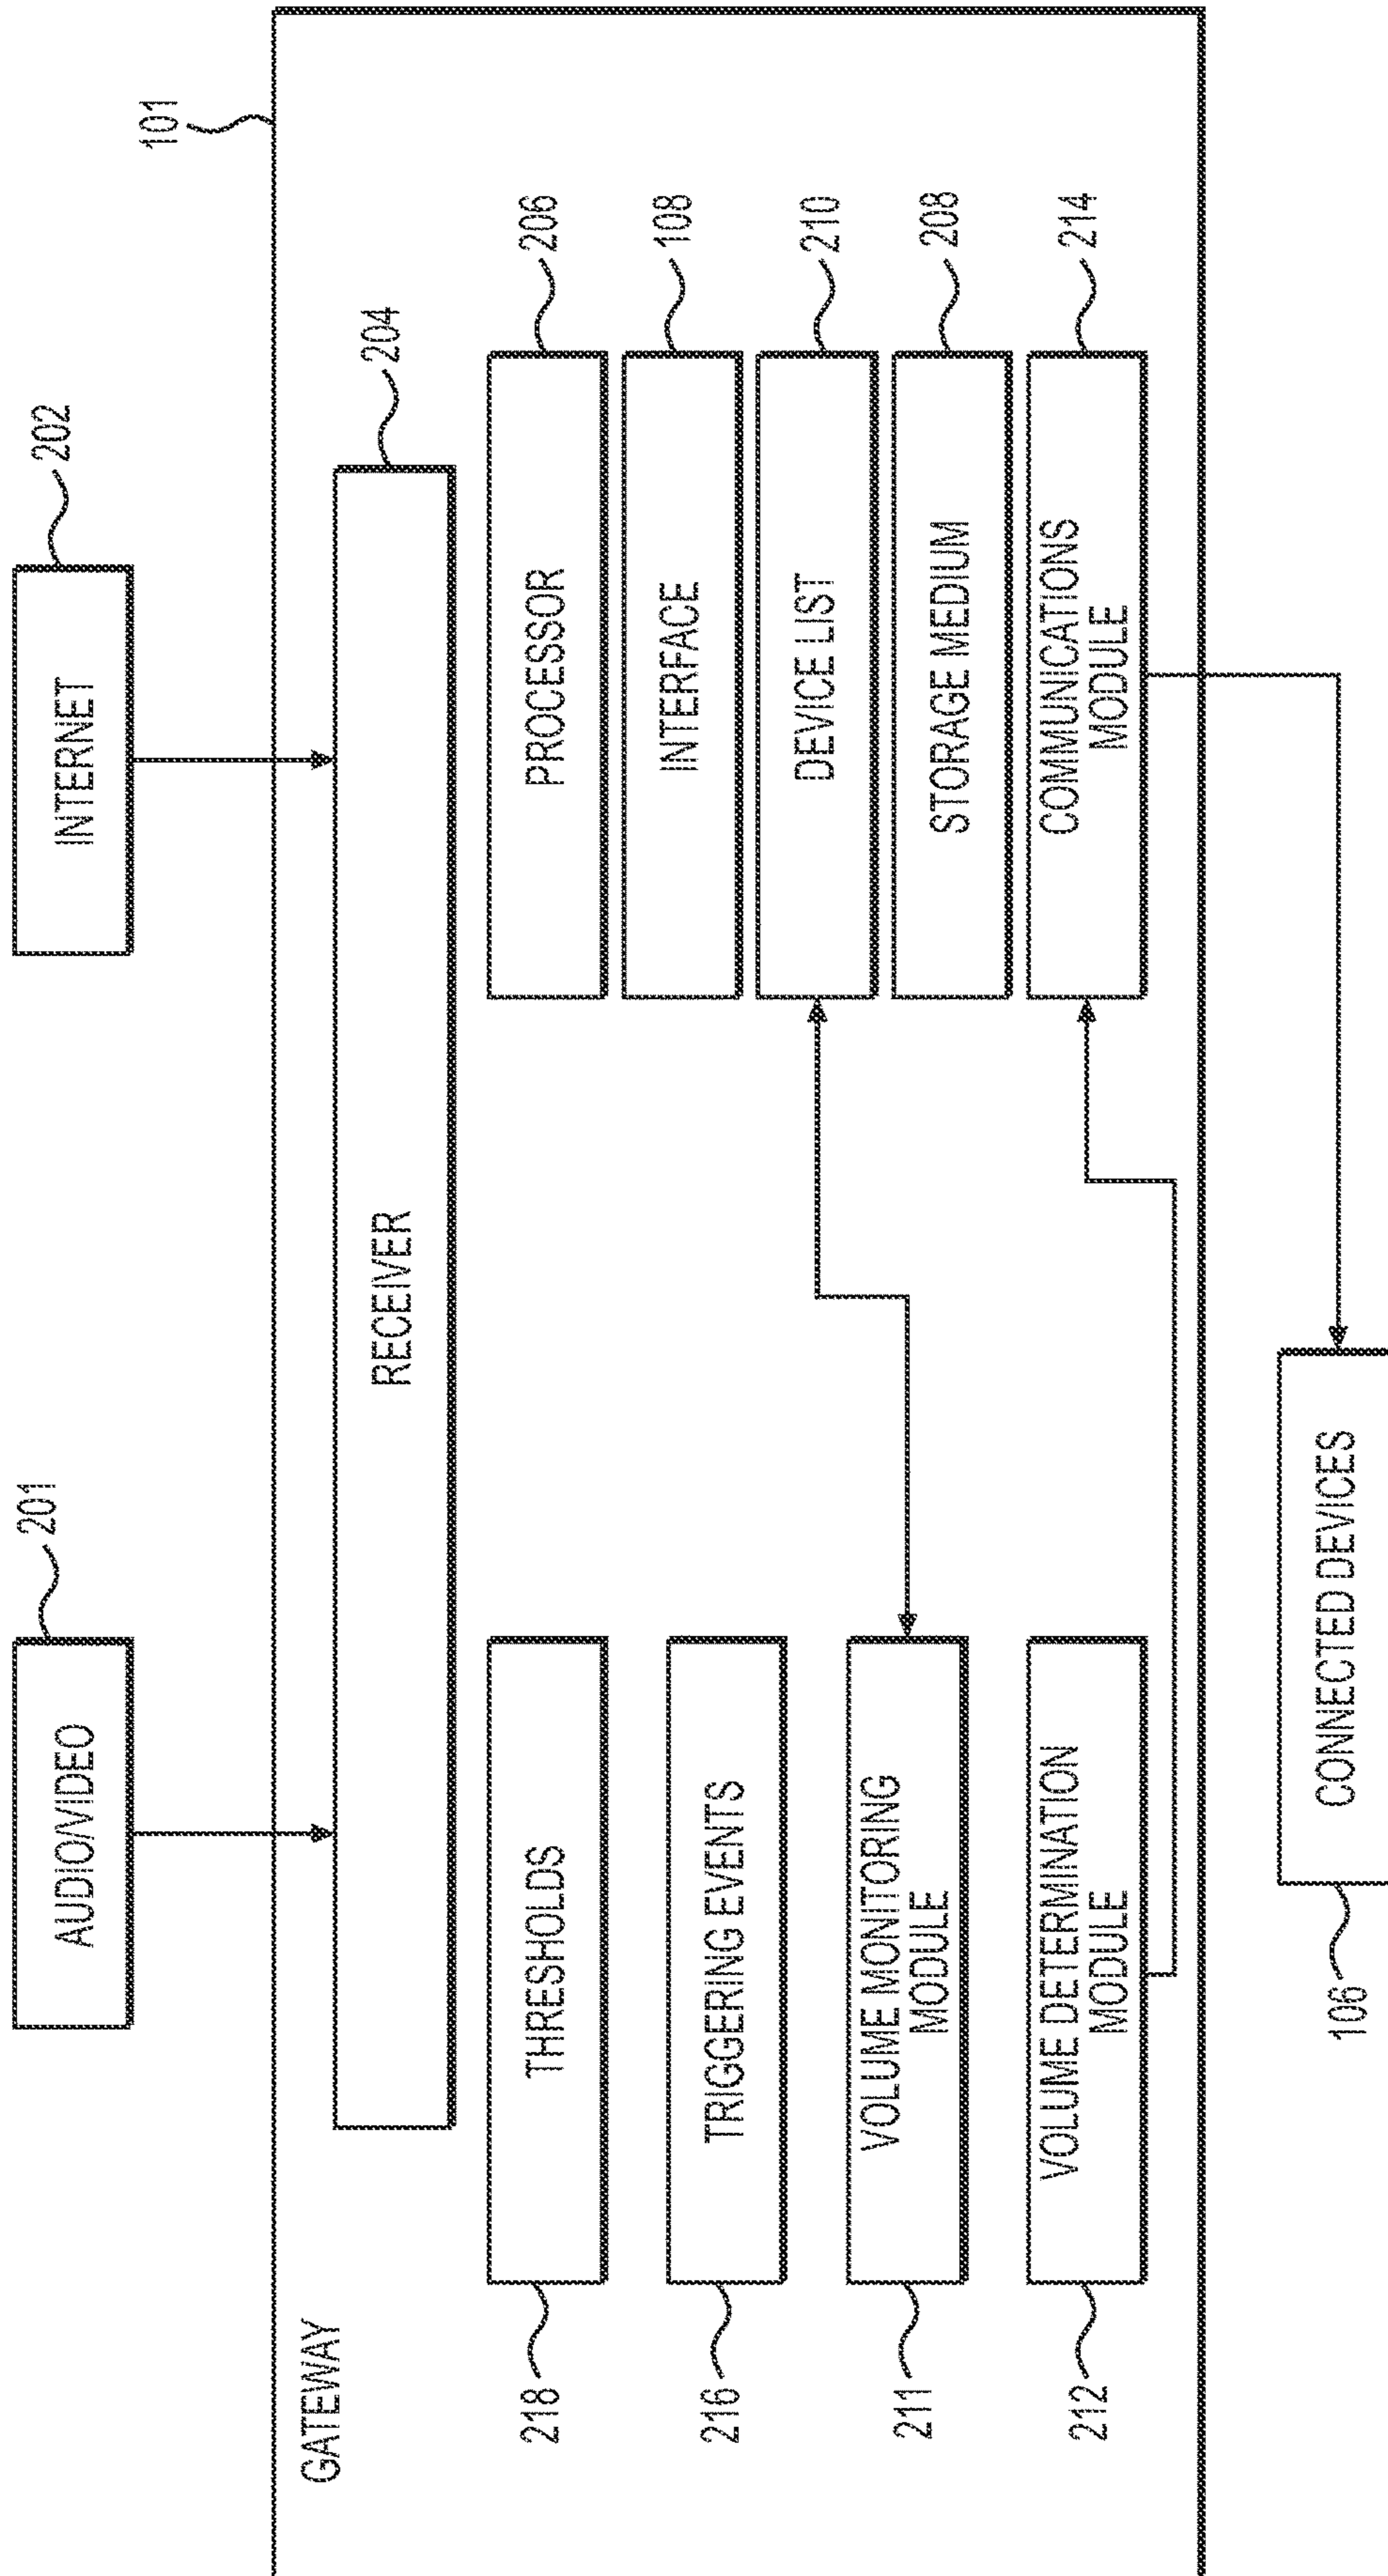 AUDIO/VIDEO
201
INTERNET
202
GATEWAY
101
RECEIVER
204
218
THRESHOLDS
PROCESSOR
206
216
TRIGGERING EVENTS
INTERFACE
108
211
VOLUME MONITORING
MODULE
DEVICE LIST
210
STORAGE MEDIUM
208
212
VOLUME DETERMINATION
MODULE
COMMUNICATIONS
MODULE
214
106
CONNECTED DEVICES